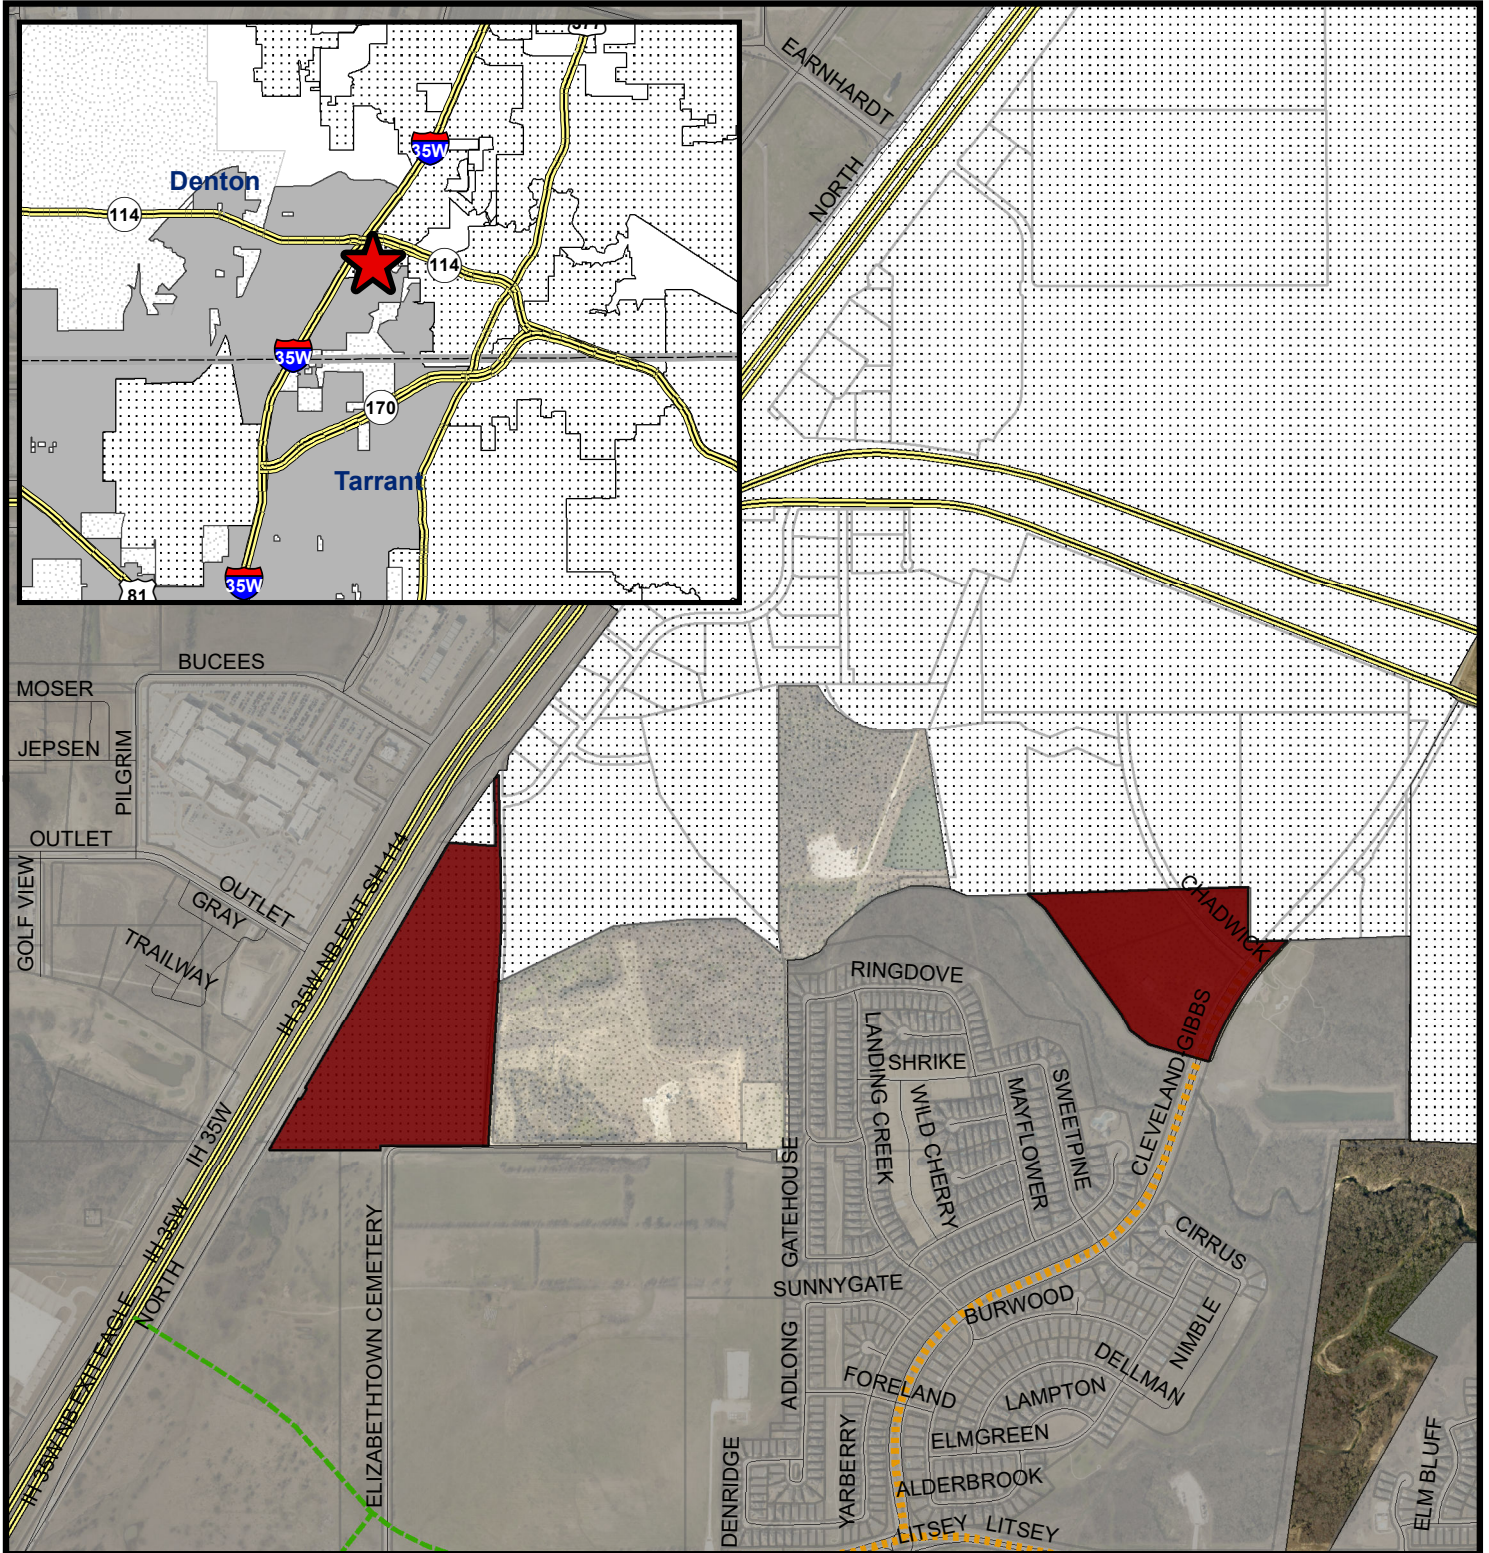 377
35W
Denton
114
114
35W
170
Tarrant
35W
81
EARNHARDT
NORTH
BUCEES
MOSER
JEPSEN
PILGRIM
OUTLET
GOLF VIEW
OUTLET
GRAY
TRAILWAY
IH 35W NB EXIT SH 114
CHADWICK
RINGDOVE
LANDING CREEK
SHRIKE
WILD CHERRY
MAYFLOWER
SWEETPINE
CLEVELAND-GIBBS
IH 35W
GATEHOUSE
IH 35W
NORTH
ELIZABETHTOWN CEMETERY
CIRRUS
SUNNYGATE
BURWOOD
NIMBLE
ADLONG
FORELAND
DELLMAN
LAMPTON
IH 35W NB EXIT EAGLE
YARBERRY
ELMGREEN
DENRIDGE
ALDERBROOK
ELM BLUFF
LITSEY
LITSEY